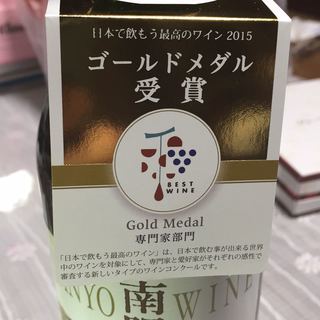 日本で飲もう最高のワイン 2015
ゴールドメダル
受賞
BEST
WINE
Gold Medal
専門家部門
「日本で飲もう最高のワイン」は、日本で飲む事が出来る世界
中のワインを対象にして、専門家と愛好家がそれぞれの感性で
審査する新しいタイプのワインコンクールです。
NYO
WINE
南